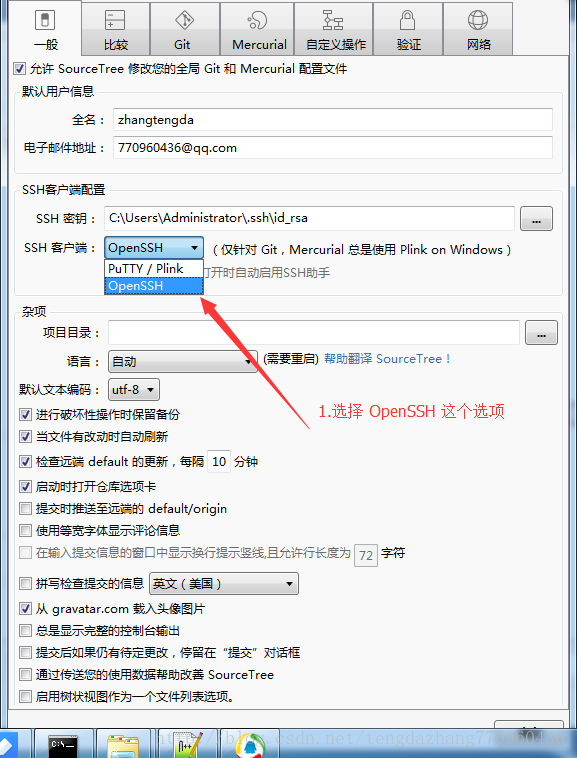 一般 比较 Git Mercurial 自定义操作 验证 网络
允许 SourceTree 修改您的全局 Git 和 Mercurial 配置文件
默认用户信息
全名： zhangtengda
电子邮件地址： 770960436@qq.com
SSH客户端配置
SSH 密钥： C:\Users\Administrator\.ssh\id_rsa ...
SSH 客户端： OpenSSH （仅针对 Git，Mercurial 总是使用 Plink on Windows）
PuTTY / Plink 打开时自动启用SSH助手
OpenSSH
杂项
项目目录： ...
语言： 自动 (需要重启) 帮助翻译 SourceTree！
默认文本编码： utf-8
1.选择 OpenSSH 这个选项
进行破坏性操作时保留备份
当文件有改动时自动刷新
检查远端 default 的更新，每隔 10 分钟
启动时打开仓库选项卡
提交时推送至远端的 default/origin
使用等宽字体显示评论信息
在输入提交信息的窗口中显示换行提示竖线,且允许行长度为 72 字符
拼写检查提交的信息 英文（美国）
从 gravatar.com 载入头像图片
总是显示完整的控制台输出
提交后如果仍有待定更改，停留在“提交”对话框
通过传送您的使用数据帮助改善 SourceTree
启用树状视图作为一个文件列表选项。
C:\.